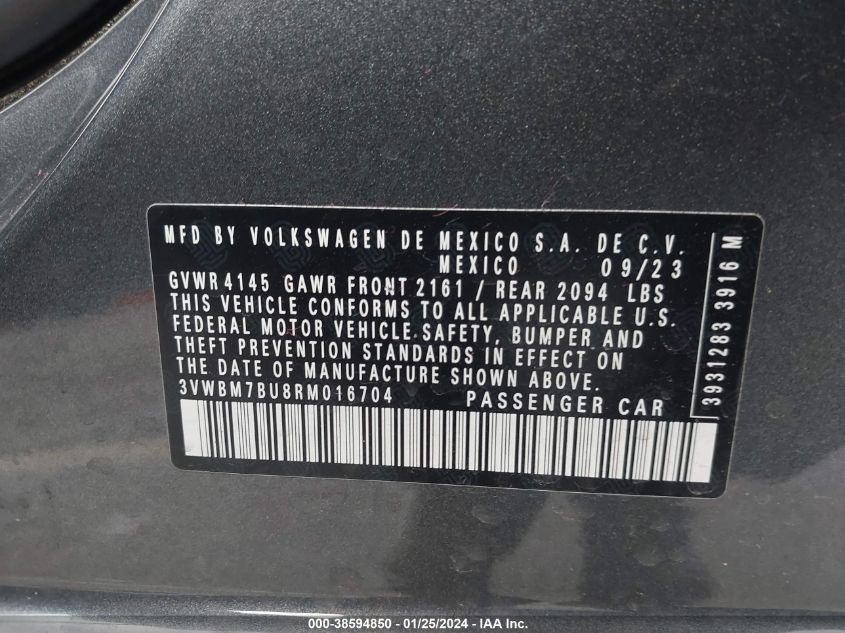 MFD BY VOLKSWAGEN DE MEXICO S.A. DE C.V.
MEXICO 09/23
GVWR 4145 GAWR FRONT 2161 / REAR 2094 LBS
THIS VEHICLE CONFORMS TO ALL APPLICABLE U.S.
FEDERAL MOTOR VEHICLE SAFETY, BUMPER AND
THEFT PREVENTION STANDARDS IN EFFECT ON
THE DATE OF MANUFACTURE SHOWN ABOVE.
3VWBM7BU8RM016704 PASSENGER CAR
3931283 3916 M
000-38594850 - 01/25/2024 - IAA Inc.